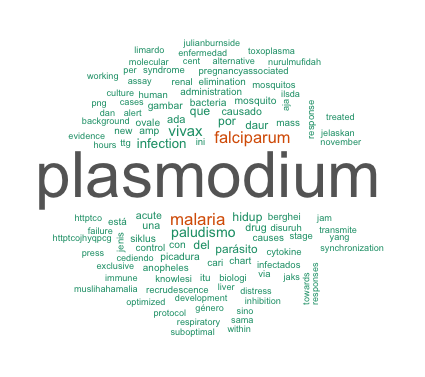 julianburnside
limardo enfermedad toxoplasma
molecular cent alternative nurulmufidah
working per syndrome pregnancyassociated
assay renal elimination mosquitos
culture human administration ilsda
png cases gambar bacteria mosquito aja response
dan alert que causado treated
background ovale ada por daur mass
evidence new amp vivax falciparum jelaskan
hours ttg infection ini november
plasmodium
httptco está acute malaria hidup berghei jam
una paludismo drug disuruh transmite
failure jenis siklus causes stage yang
httptcojhyqpcg control con del parásito cytokine synchronization
press cediendo picadura cari chart infectados
exclusive anopheles via towards responses
immune knowlesi itu biologi jaks
muslihahamalia recrudescence liver distress
optimized development inhibition
protocol género sino
respiratory sama
suboptimal within